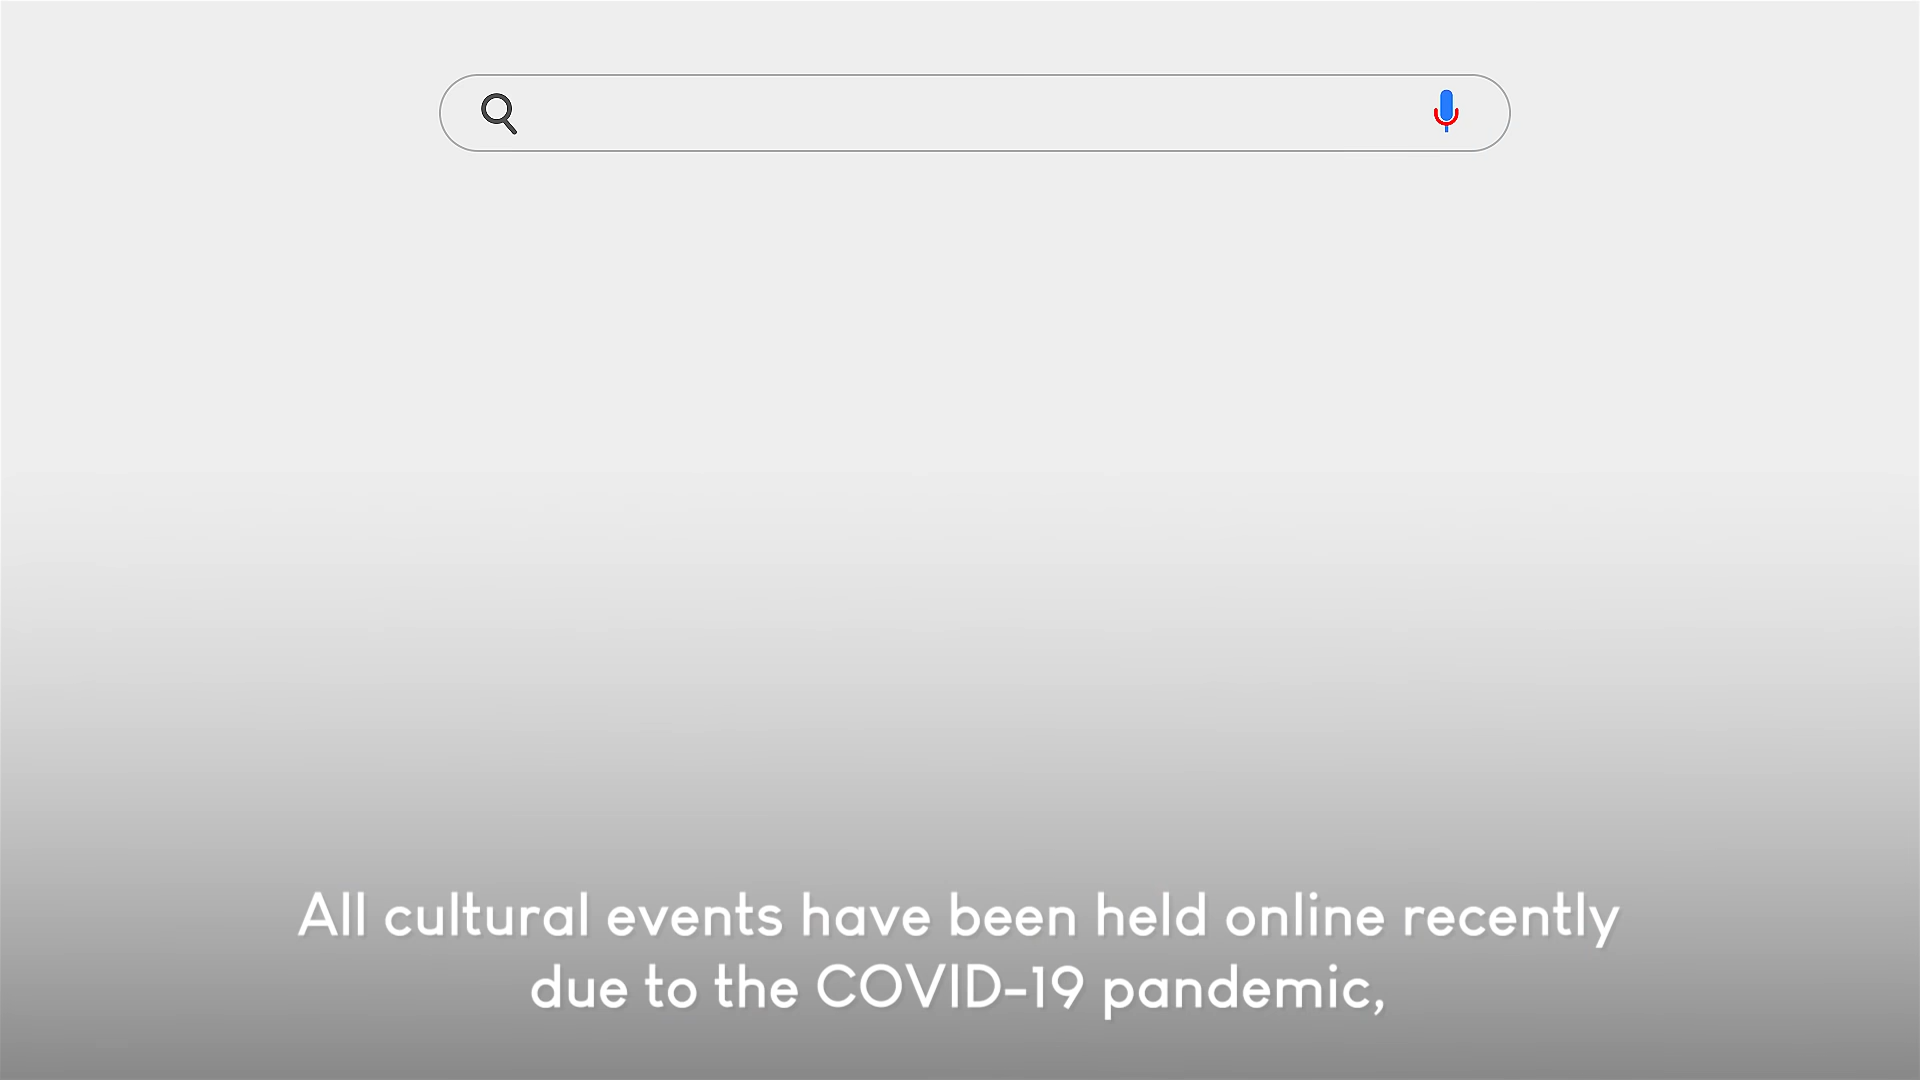 All cultural events have been held online recently
due to the COVID-19 pandemic,